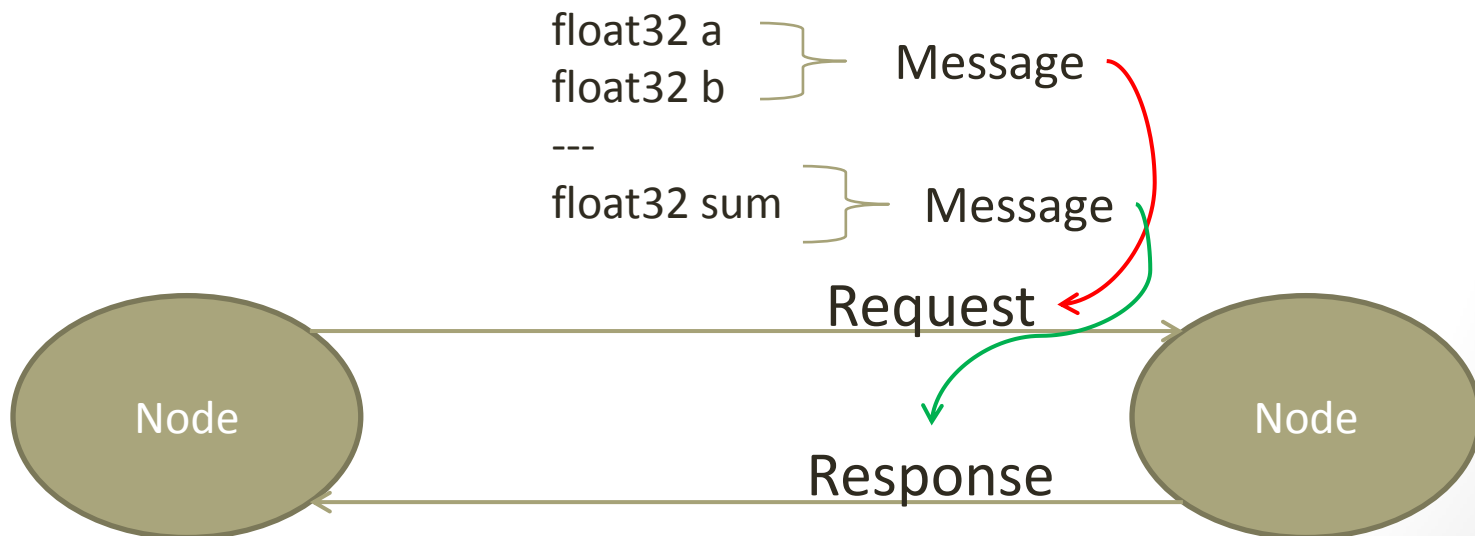 float32 a
float32 b
Message
---
float32 sum
Message
Request
Node
Node
Response